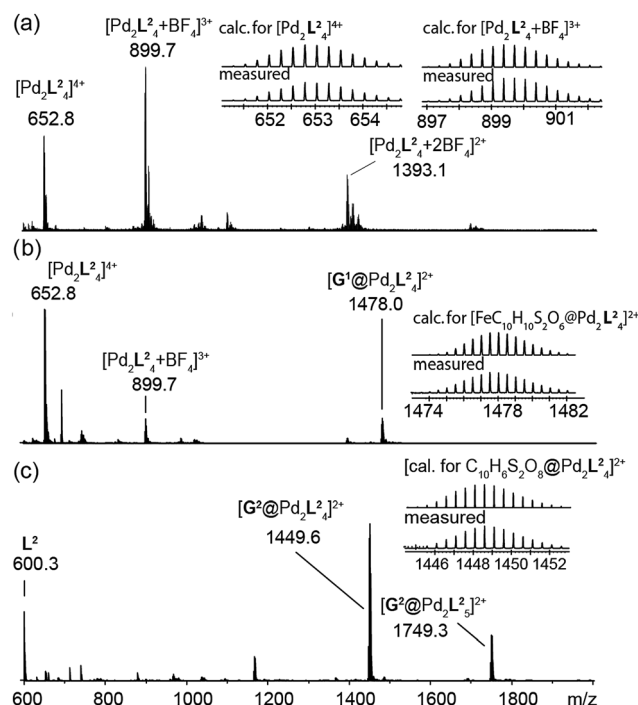 (a)
[Pd₂L²₄+BF₄]³⁺
899.7
calc.for [Pd₂L²₄]⁴⁺
calc.for [Pd₂L²₄+BF₄]³⁺
measured
measured
[Pd₂L²₄]⁴⁺
652.8
652 653 654
897 899 901
[Pd₂L²₄+2BF₄]²⁺
1393.1
(b)
[Pd₂L²₄]⁴⁺
652.8
[G¹@Pd₂L²₄]²⁺
1478.0
[Pd₂L²₄+BF₄]³⁺
899.7
calc.for [FeC₁₀H₁₀S₂O₆@Pd₂L²₄]²⁺
measured
1474 1478 1482
(c)
[cal. for C₁₀H₆S₂O₈@Pd₂L²₄]²⁺
measured
1446 1448 1450 1452
[G²@Pd₂L²₄]²⁺
1449.6
L²
600.3
[G²@Pd₂L²₅]²⁺
1749.3
600 800 1000 1200 1400 1600 1800 m/z